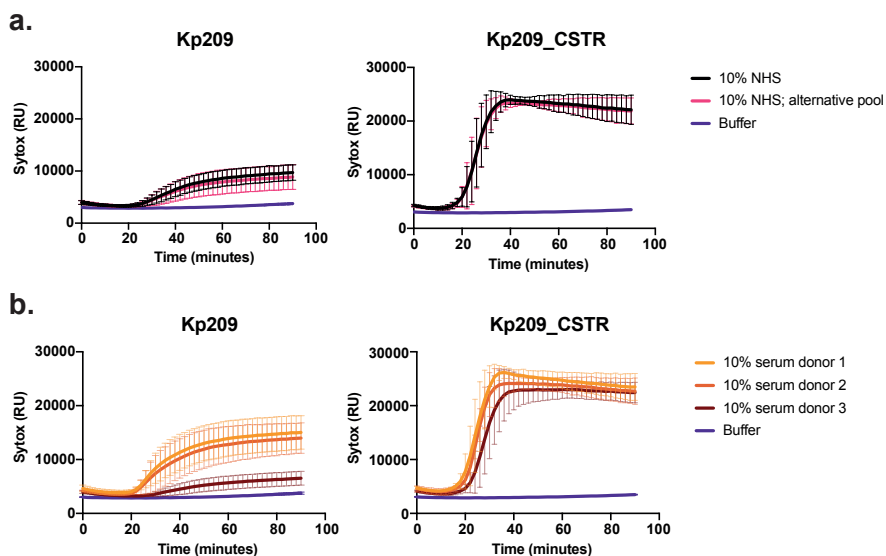 a.
Kp209
Kp209_CSTR
Sytox (RU)
30000
20000
10000
0
0 20 40 60 80 100
Time (minutes)
Sytox (RU)
30000
20000
10000
0
0 20 40 60 80 100
Time (minutes)
10% NHS
10% NHS; alternative pool
Buffer
b.
Kp209
Kp209_CSTR
Sytox (RU)
30000
20000
10000
0
0 20 40 60 80 100
Time (minutes)
Sytox (RU)
30000
20000
10000
0
0 20 40 60 80 100
Time (minutes)
10% serum donor 1
10% serum donor 2
10% serum donor 3
Buffer